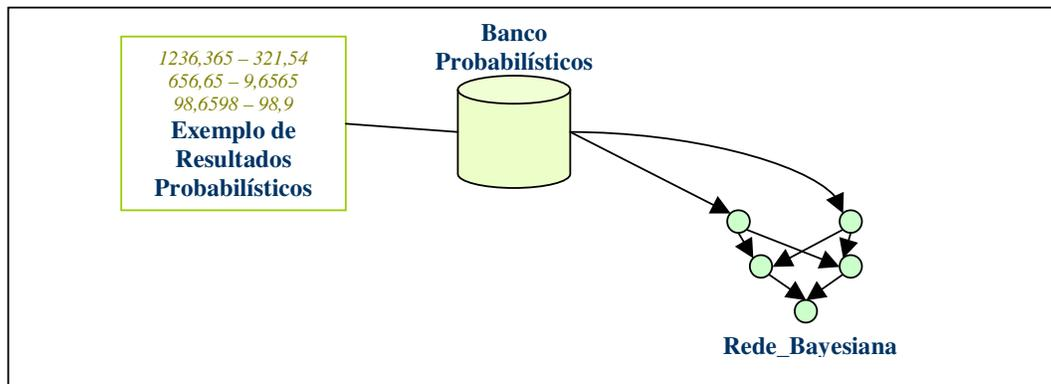 1236,365 – 321,54
656,65 – 9,6565
98,6598 – 98,9
Exemplo de
Resultados
Probabilísticos
Banco
Probabilísticos
Rede_Bayesiana